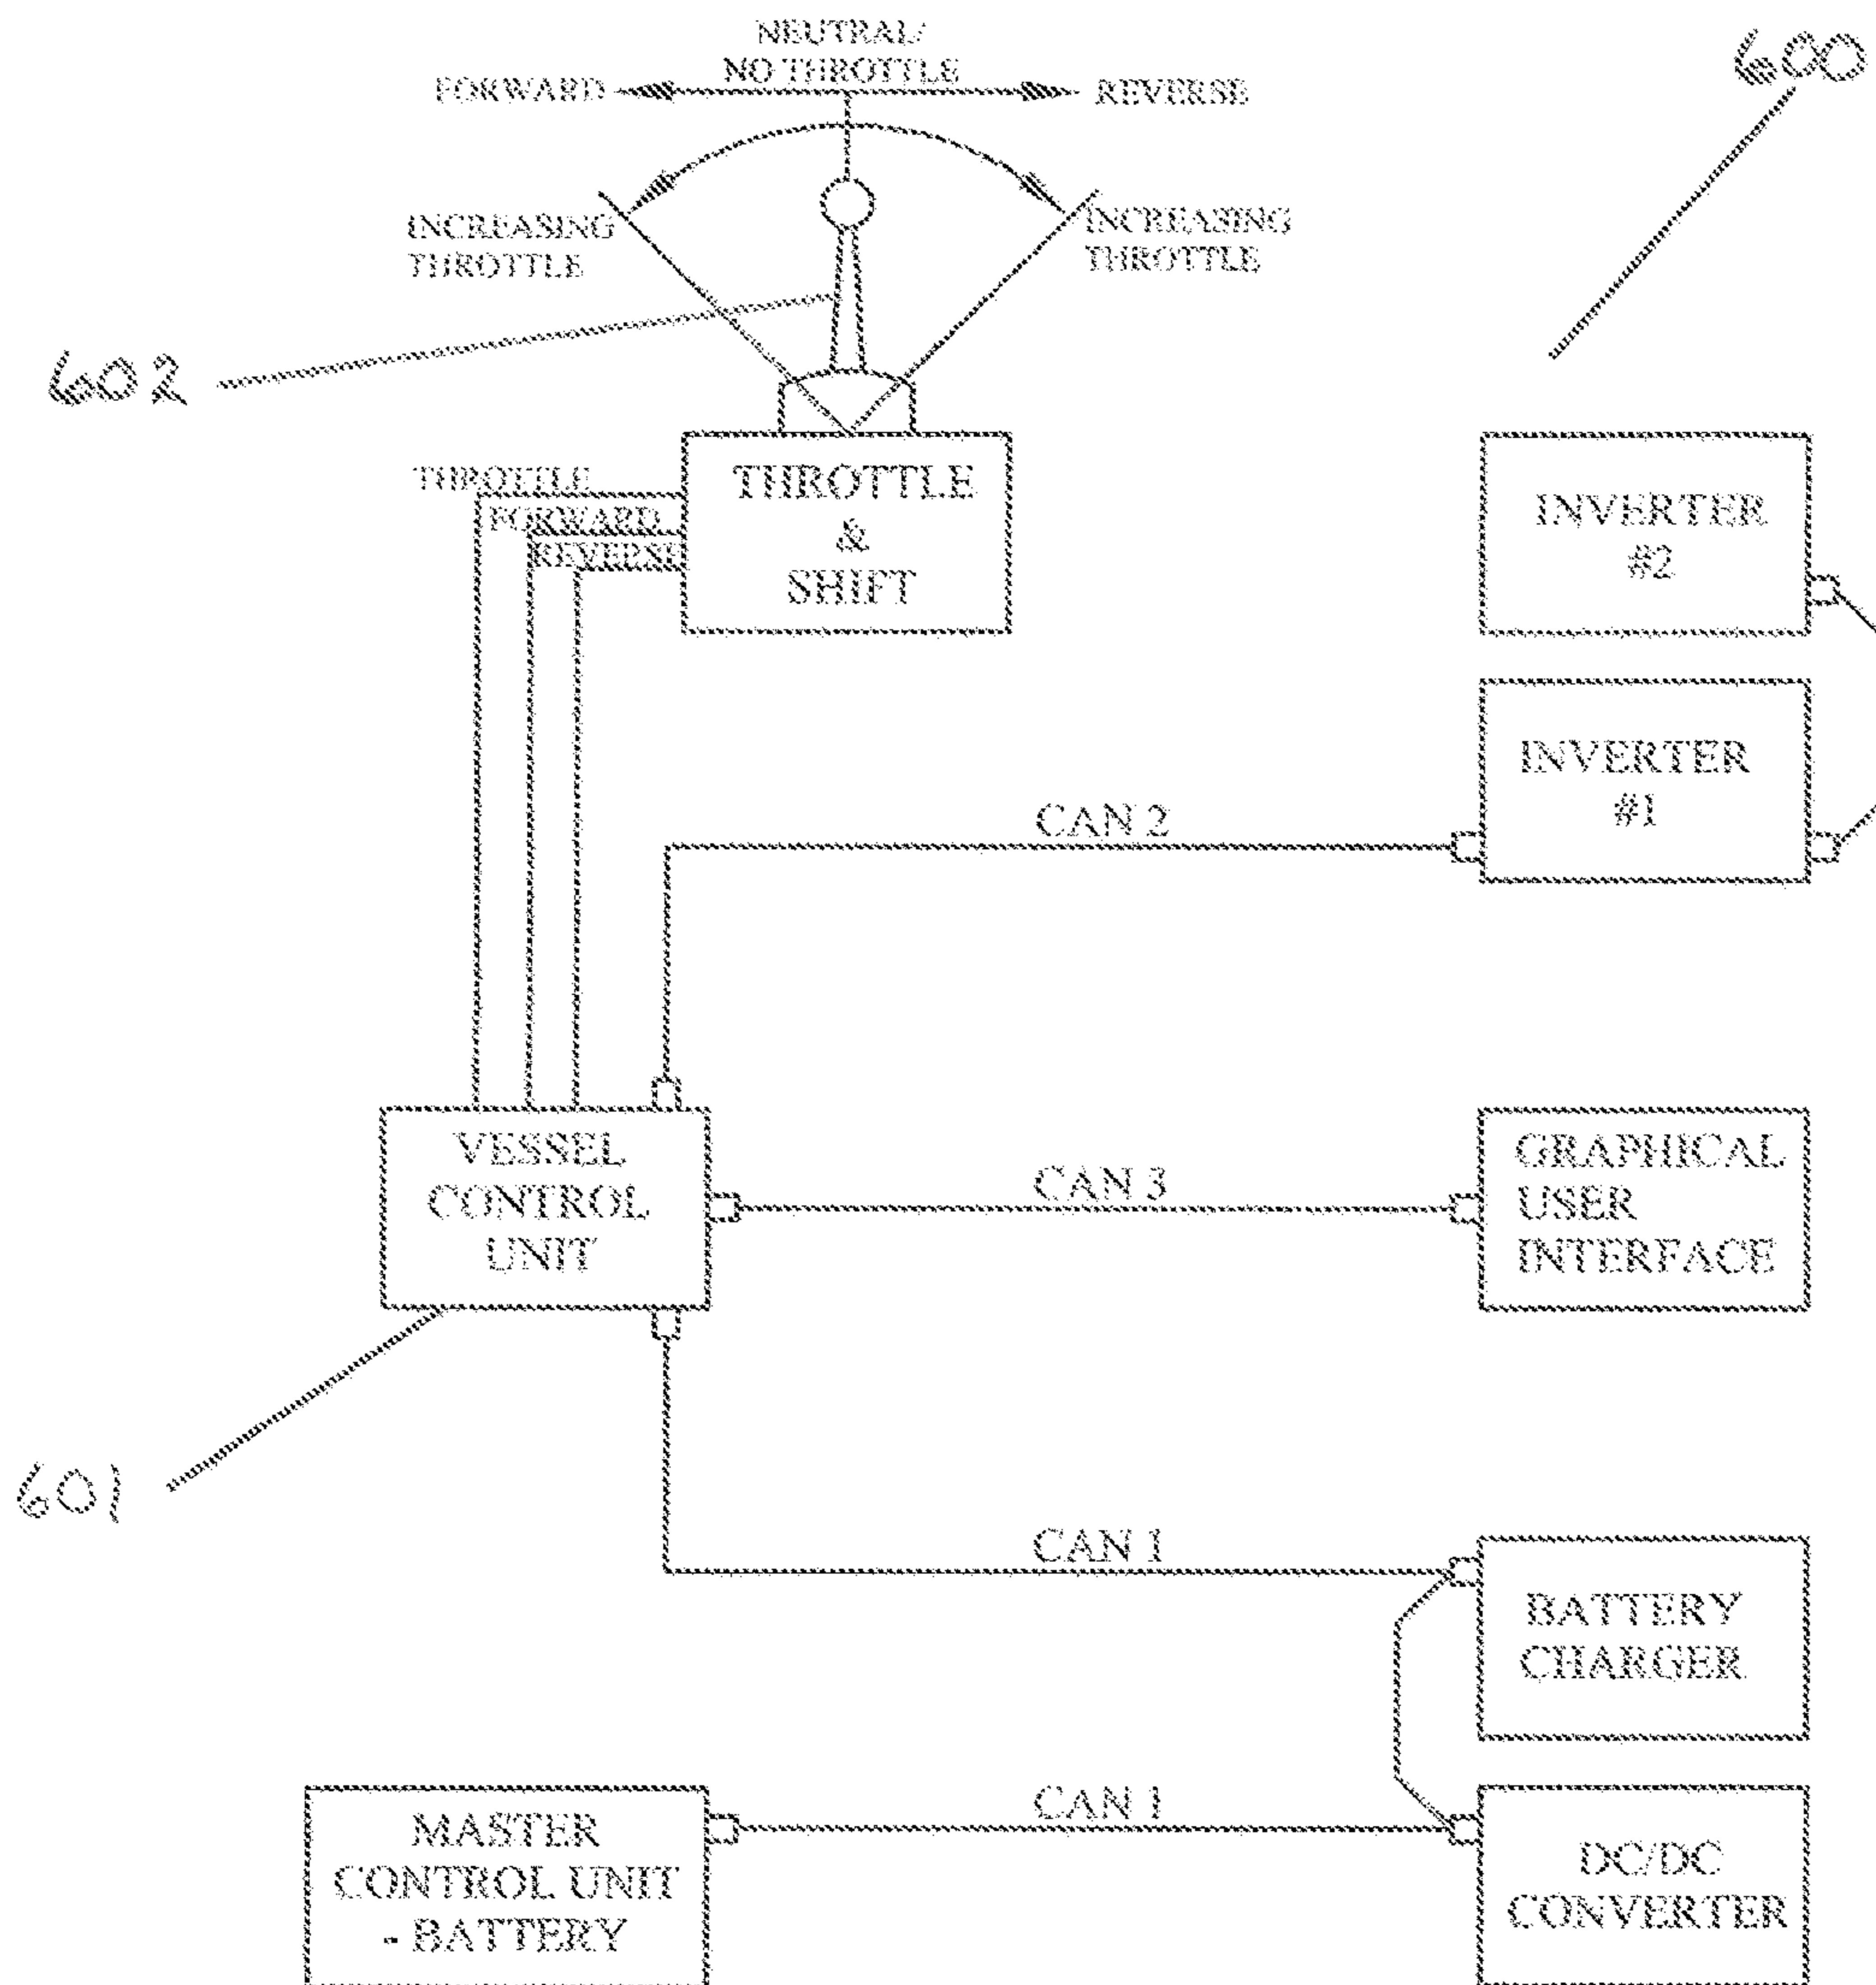 NEUTRAL/
NO THROTTLE
FORWARD
REVERSE
600
INCREASING
THROTTLE
INCREASING
THROTTLE
602
THROTTLE
FORWARD
REVERSE
THROTTLE
&
SHIFT
INVERTER
#2
INVERTER
#1
CAN 2
VESSEL
CONTROL
UNIT
CAN 3
GRAPHICAL
USER
INTERFACE
601
CAN 1
BATTERY
CHARGER
MASTER
CONTROL UNIT
- BATTERY
CAN 1
DC/DC
CONVERTER